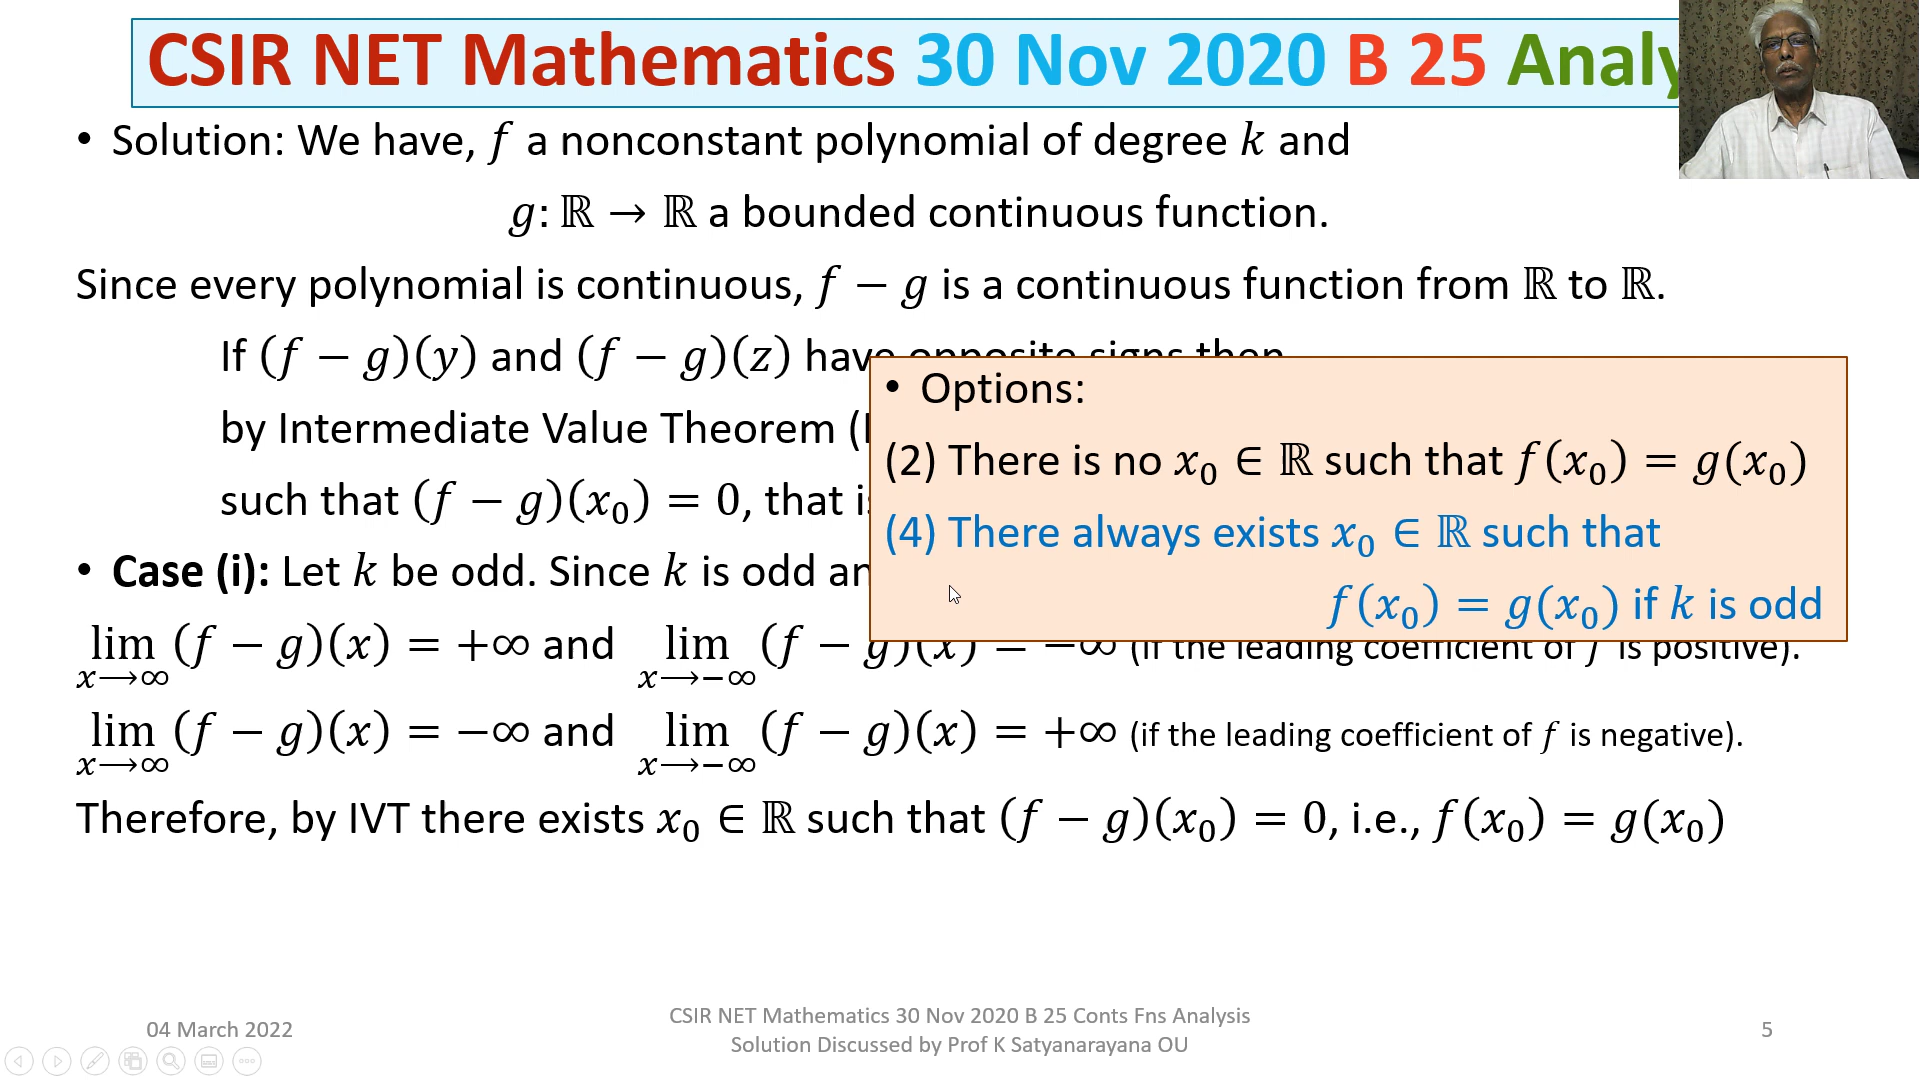 CSIR NET Mathematics 30 Nov 2020 B 25 Analy
• Solution: We have, f a nonconstant polynomial of degree k and
g: ℝ → ℝ a bounded continuous function.
Since every polynomial is continuous, f − g is a continuous function from ℝ to ℝ.
If (f − g)(y) and (f − g)(z) have opposite signs then
by Intermediate Value Theorem (
such that (f − g)(x₀) = 0, that is
• Case (i): Let k be odd. Since k is odd an
lim x⟶∞ (f − g)(x) = +∞ and lim x⟶−∞ (f − g)(x) = −∞ (if the leading coefficient of f is positive).
lim x⟶∞ (f − g)(x) = −∞ and lim x⟶−∞ (f − g)(x) = +∞ (if the leading coefficient of f is negative).
Therefore, by IVT there exists x₀ ∈ ℝ such that (f − g)(x₀) = 0, i.e., f(x₀) = g(x₀)
• Options:
(2) There is no x₀ ∈ ℝ such that f(x₀) = g(x₀)
(4) There always exists x₀ ∈ ℝ such that
f(x₀) = g(x₀) if k is odd
04 March 2022
CSIR NET Mathematics 30 Nov 2020 B 25 Conts Fns Analysis
Solution Discussed by Prof K Satyanarayana OU
5